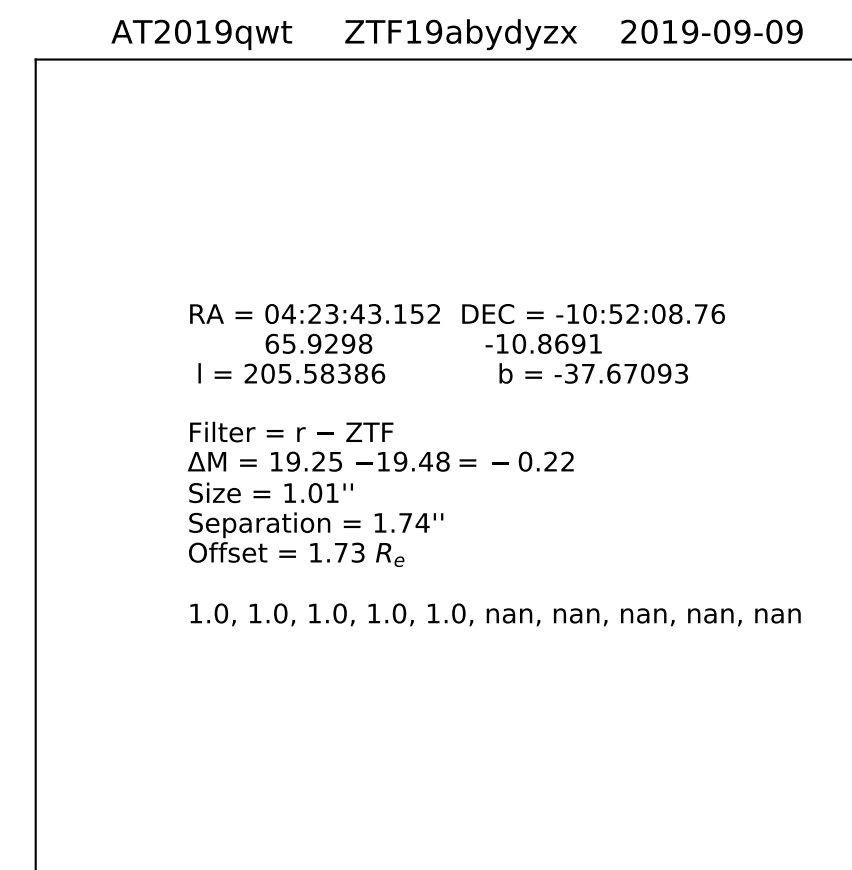 AT2019qwt ZTF19abydyzx 2019-09-09
RA = 04:23:43.152 DEC = -10:52:08.76
65.9298 -10.8691
l = 205.58386 b = -37.67093
Filter = r − ZTF
ΔM = 19.25 −19.48 = − 0.22
Size = 1.01''
Separation = 1.74''
Offset = 1.73 Rₑ
1.0, 1.0, 1.0, 1.0, 1.0, nan, nan, nan, nan, nan